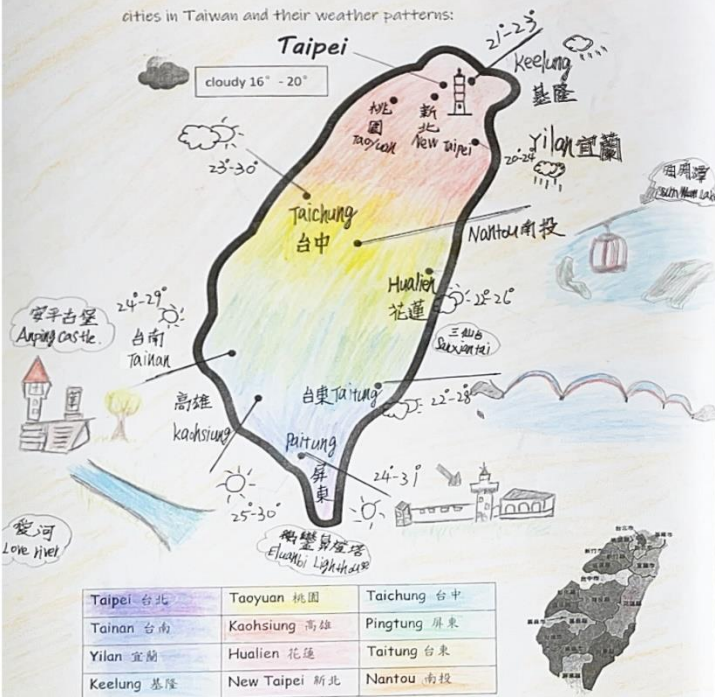 cities in Taiwan and their weather patterns:
Taipei
21°-23°
Keelung
基隆
cloudy 16° - 20°
桃
園
Taoyuan
新
北
New Taipei
Yilan 宜蘭
20-24°
23°-30°
Taichung
台中
Nantou 南投
Hualien
花蓮
22°-26°
三仙台
Sanxiantai
安平古堡
Anping castle.
24°-29°
台南
Tainan
高雄
kaohsiung
台東 Taitung
22°-28°
Paitung
屏
東
24°-31°
25°-30°
愛河
Love river
鵝鑾鼻燈塔
Eluanbi Lighthouse
Taipei 台北
Taoyuan 桃園
Taichung 台中
Tainan 台南
Kaohsiung 高雄
Pingtung 屏東
Yilan 宜蘭
Hualien 花蓮
Taitung 台東
Keelung 基隆
New Taipei 新北
Nantou 南投